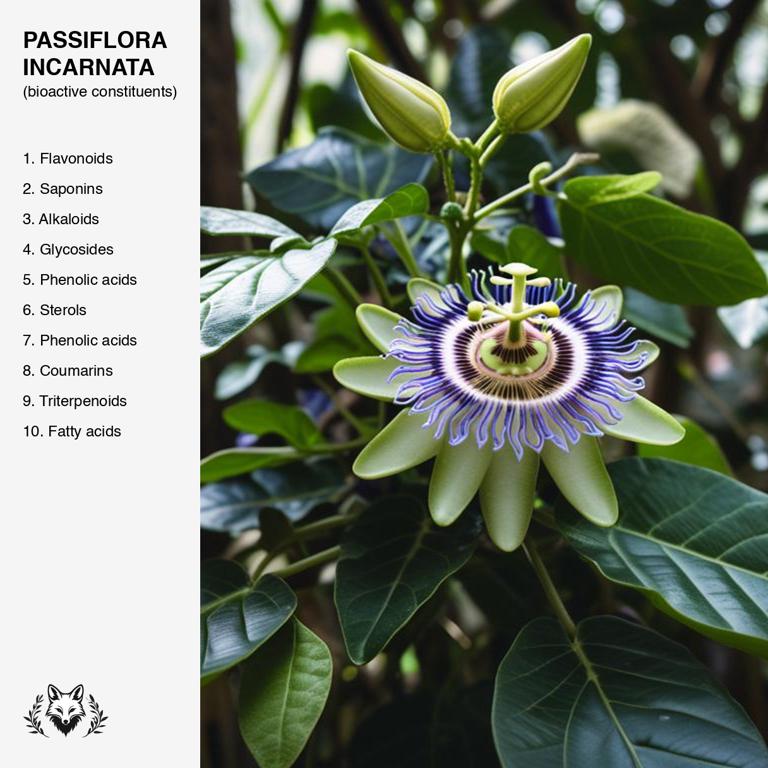 PASSIFLORA
INCARNATA
(bioactive constituents)
1. Flavonoids
2. Saponins
3. Alkaloids
4. Glycosides
5. Phenolic acids
6. Sterols
7. Phenolic acids
8. Coumarins
9. Triterpenoids
10. Fatty acids